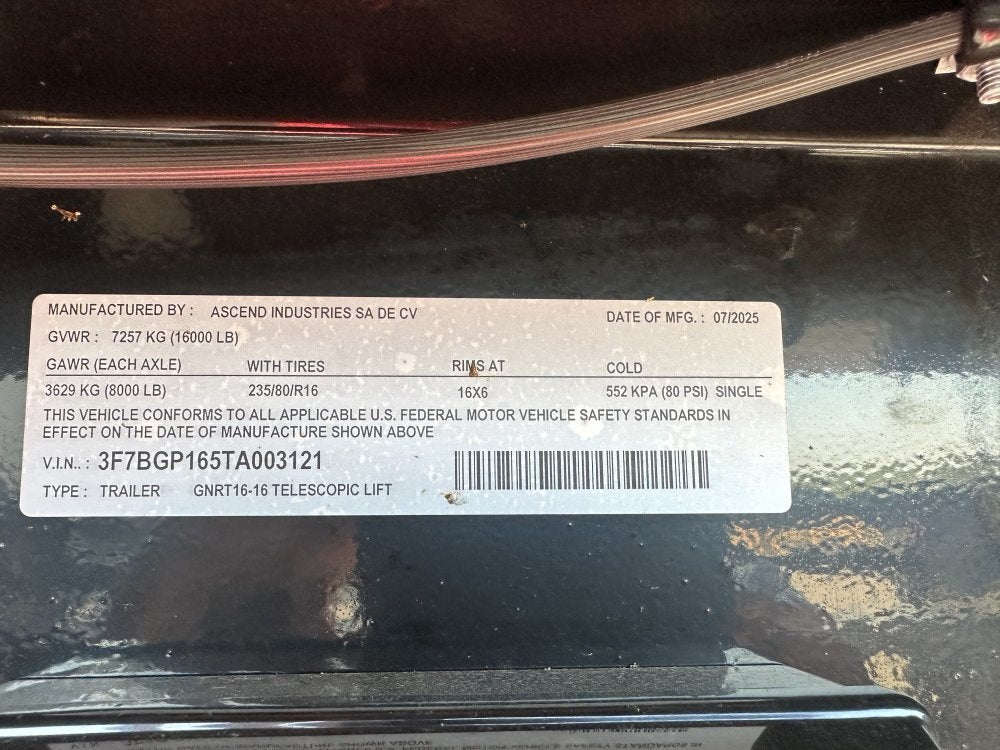 MANUFACTURED BY : ASCEND INDUSTRIES SA DE CV DATE OF MFG. : 07/2025
GVWR : 7257 KG (16000 LB)
GAWR (EACH AXLE) WITH TIRES RIMS AT COLD
3629 KG (8000 LB) 235/80/R16 16X6 552 KPA (80 PSI) SINGLE
THIS VEHICLE CONFORMS TO ALL APPLICABLE U.S. FEDERAL MOTOR VEHICLE SAFETY STANDARDS IN
EFFECT ON THE DATE OF MANUFACTURE SHOWN ABOVE
V.I.N.. : 3F7BGP165TA003121
TYPE : TRAILER GNRT16-16 TELESCOPIC LIFT